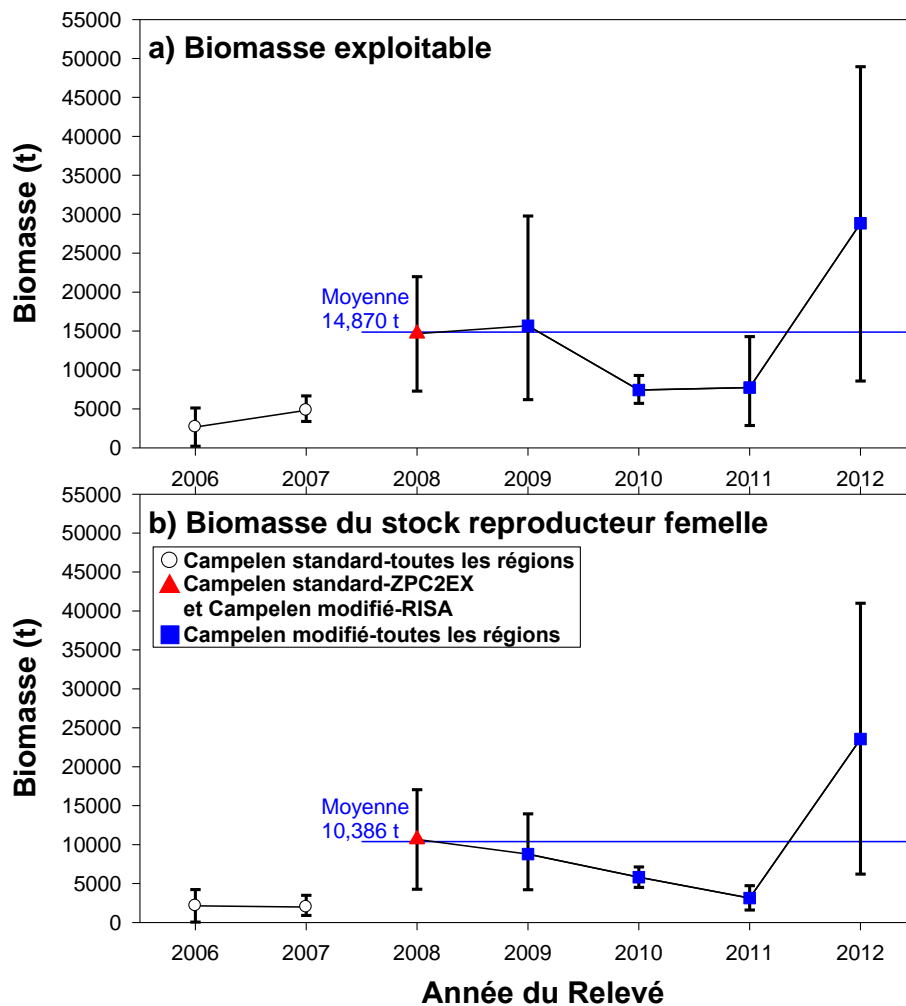 a) Biomasse exploitable
55000
50000
45000
40000
35000
30000
25000
20000
15000
10000
5000
0
Biomasse (t)
Moyenne
14,870 t
2006 2007 2008 2009 2010 2011 2012
b) Biomasse du stock reproducteur femelle
Campelen standard-toutes les régions
Campelen standard-ZPC2EX
et Campelen modifié-RISA
Campelen modifié-toutes les régions
55000
50000
45000
40000
35000
30000
25000
20000
15000
10000
5000
0
Biomasse (t)
Moyenne
10,386 t
2006 2007 2008 2009 2010 2011 2012
Année du Relevé